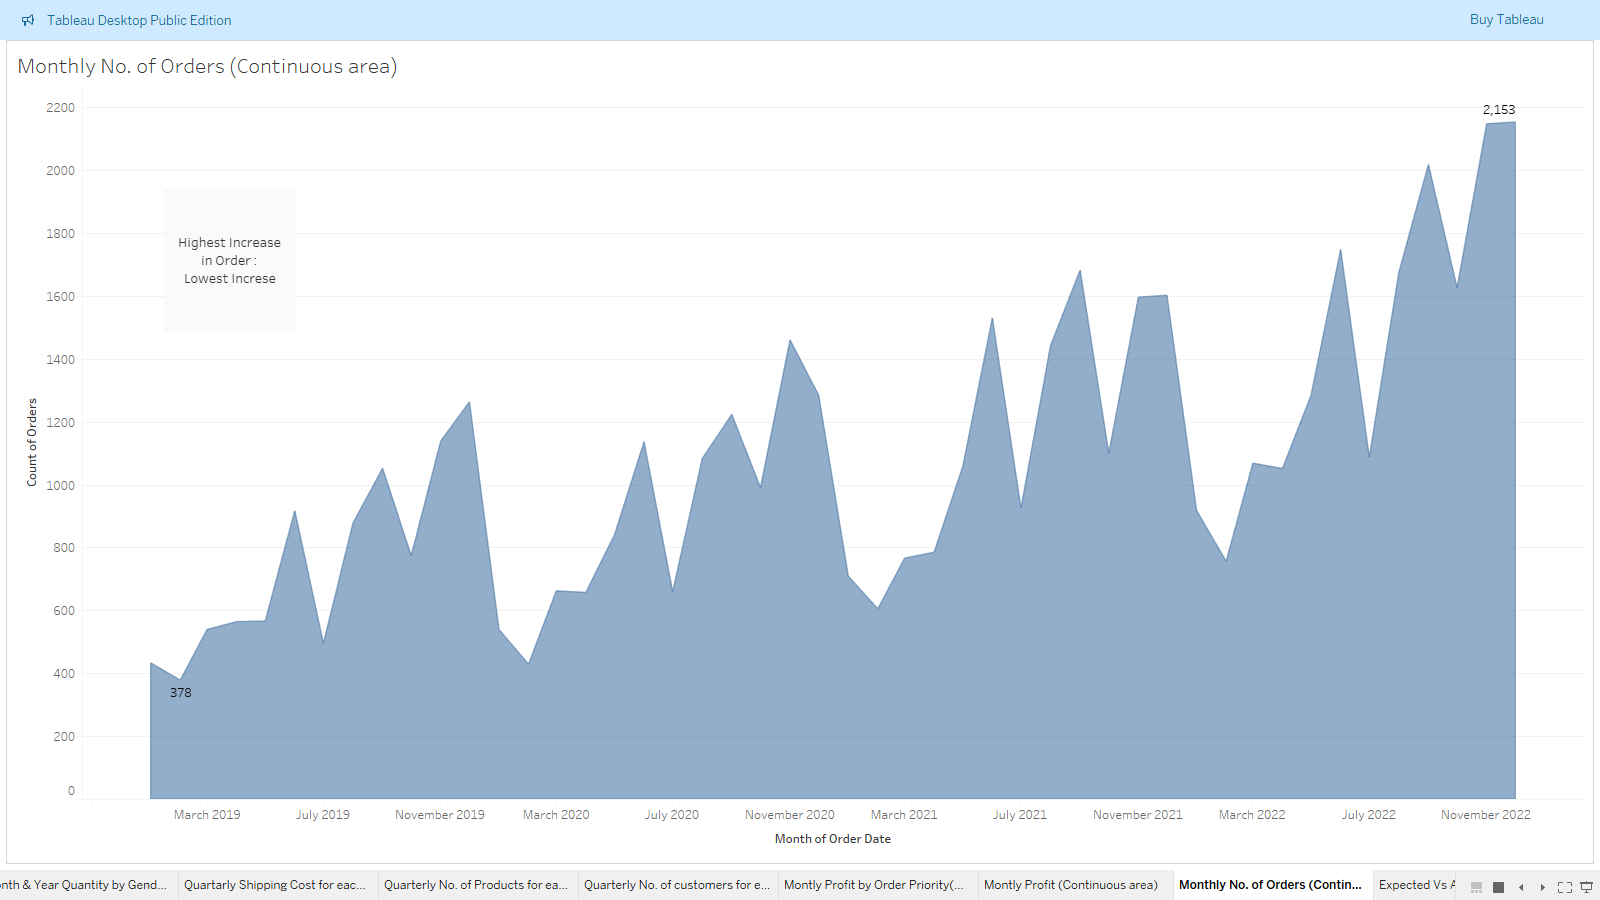 Tableau Desktop Public Edition
Buy Tableau
Monthly No. of Orders (Continuous area)
2200
2000
1800
1600
1400
1200
1000
800
600
400
200
0
Count of Orders
Highest Increase
in Order :
Lowest Increse
378
2,153
March 2019
July 2019
November 2019
March 2020
July 2020
November 2020
March 2021
July 2021
November 2021
March 2022
July 2022
November 2022
Month of Order Date
nth & Year Quantity by Gend...
Quartarly Shipping Cost for eac...
Quarterly No. of Products for ea...
Quarterly No. of customers for e...
Montly Profit by Order Priority(...
Montly Profit (Continuous area)
Monthly No. of Orders (Contin...
Expected Vs A